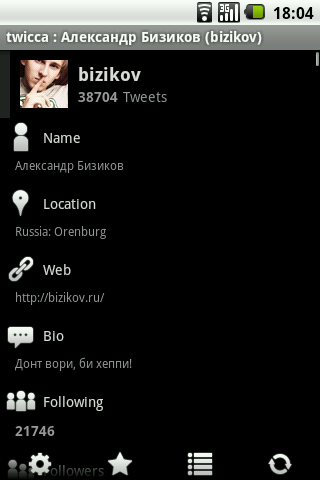 3G 18:04
twicca : Александр Бизиков (bizikov)
bizikov
38704 Tweets
Name
Александр Бизиков
Location
Russia: Orenburg
Web
http://bizikov.ru/
Bio
Донт вори, би хеппи!
Following
21746
Followers